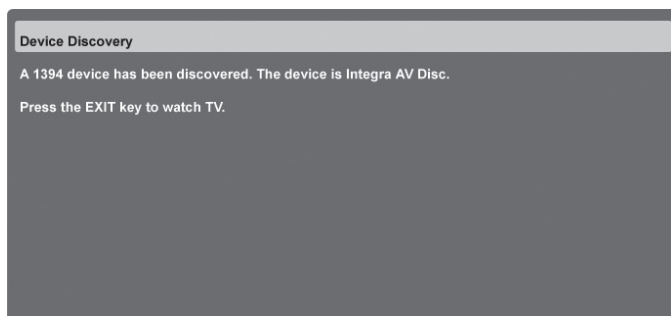 Device Discovery
A 1394 device has been discovered. The device is Integra AV Disc.
Press the EXIT key to watch TV.